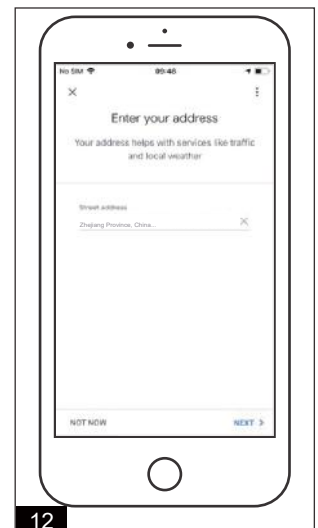 No SIM 09:46
Enter your address
Your address helps with services like traffic
and local weather
Street address
Zhejiang Province, China...
NOT NOW NEXT >
12